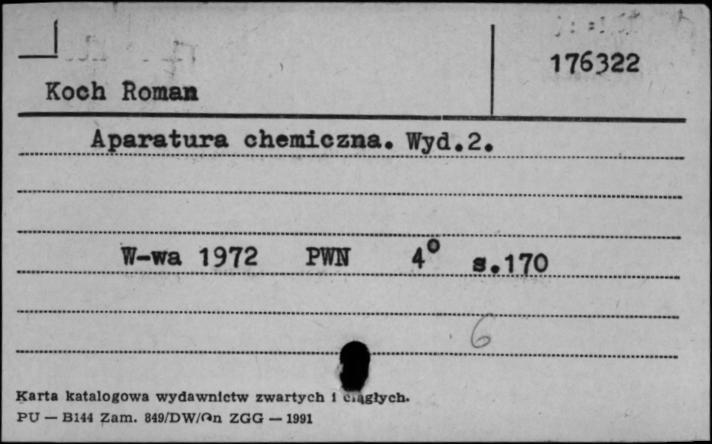 176322
Koch Roman
Aparatura chemiczna. Wyd.2.
W-wa 1972 PWN 4° s.170
6
Karta katalogowa wydawnictw zwartych i ciągłych.
PU — B144 Zam. 849/DW/On ZGG — 1991